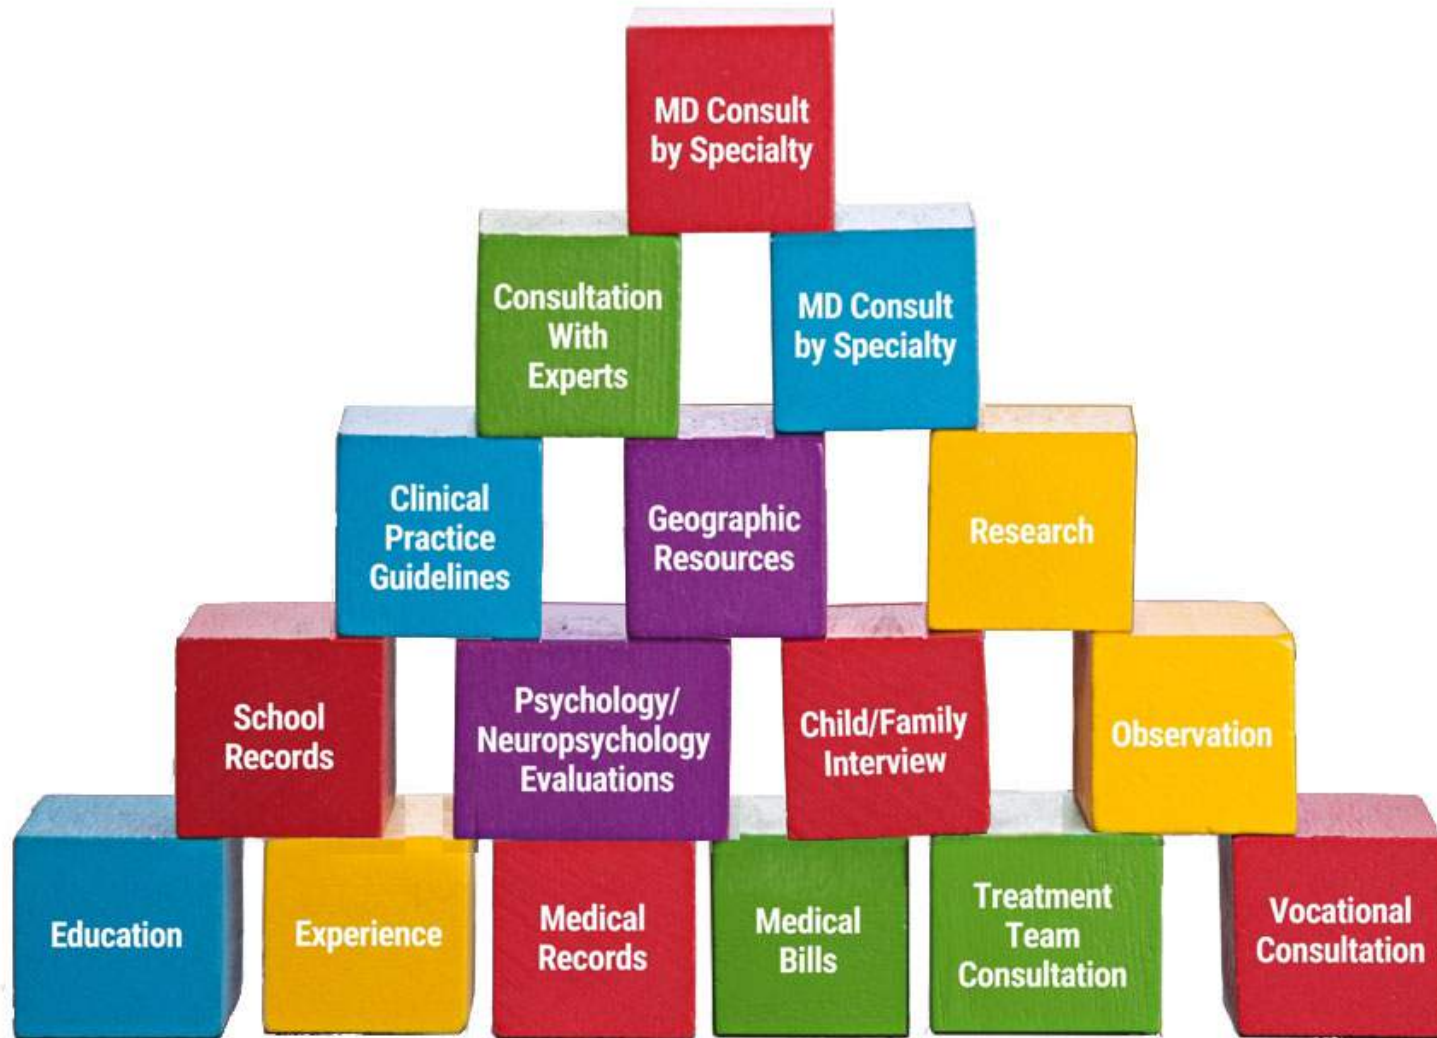 MD Consult
by Specialty
Consultation
With
Experts
MD Consult
by Specialty
Clinical
Practice
Guidelines
Geographic
Resources
Research
School
Records
Psychology/
Neuropsychology
Evaluations
Child/Family
Interview
Observation
Education
Experience
Medical
Records
Medical
Bills
Treatment
Team
Consultation
Vocational
Consultation